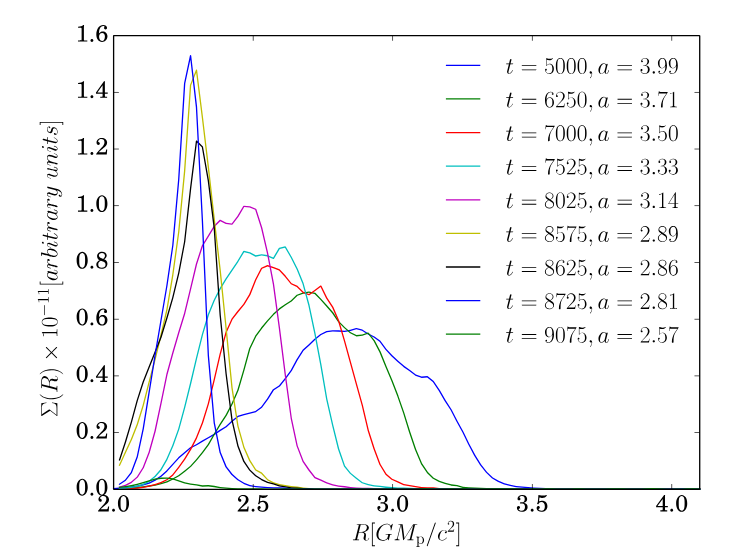 1.6
1.4
1.2
1.0
0.8
0.6
0.4
0.2
0.0
2.0 2.5 3.0 3.5 4.0
R[GM_p/c^2]
Σ(R) × 10^{−11}[arbitrary units]
t = 5000, a = 3.99
t = 6250, a = 3.71
t = 7000, a = 3.50
t = 7525, a = 3.33
t = 8025, a = 3.14
t = 8575, a = 2.89
t = 8625, a = 2.86
t = 8725, a = 2.81
t = 9075, a = 2.57